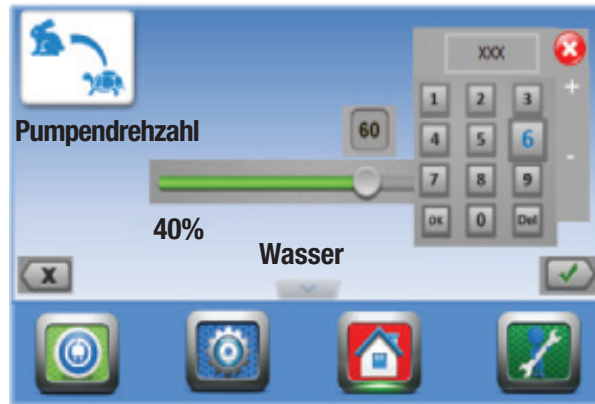 XXX
1 2 3
Pumpendrehzahl
60
4 5 6
7 8 9
40%
OK 0 Del
Wasser
X
+
-